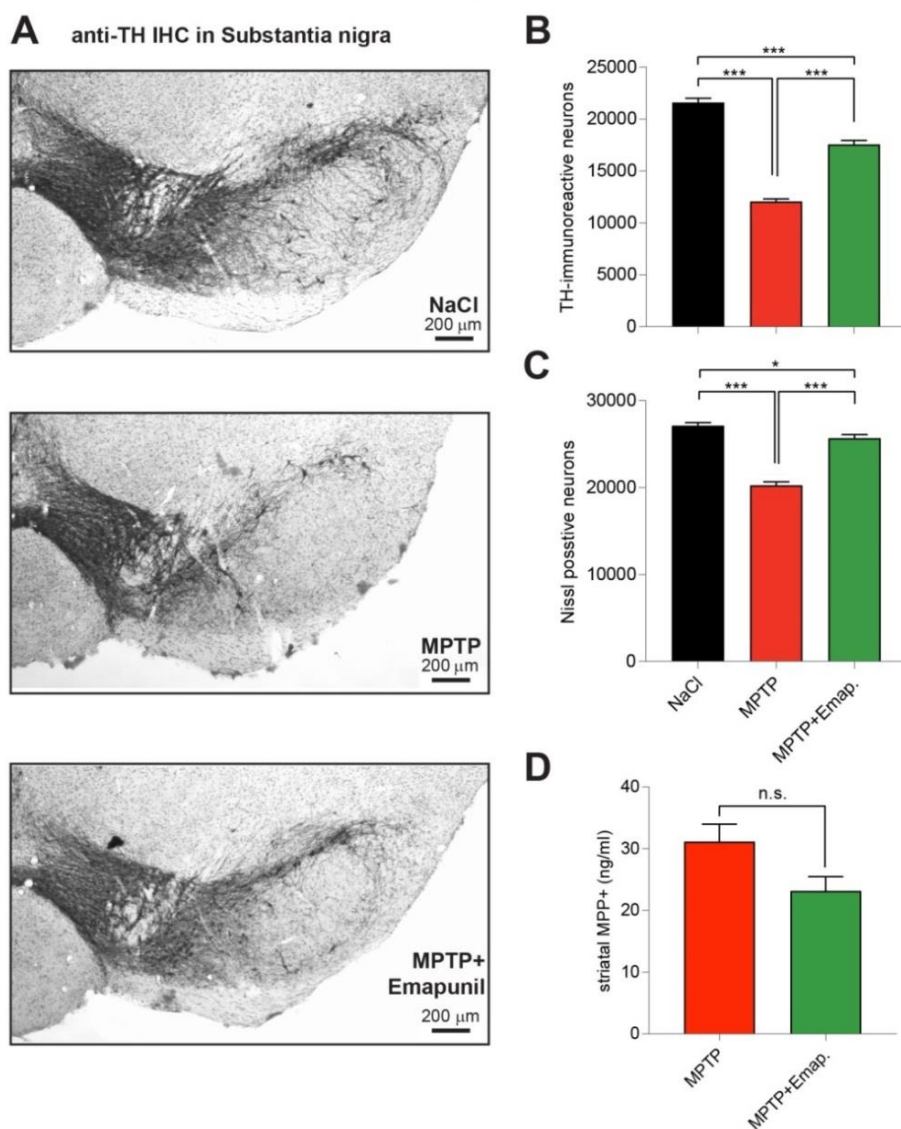 A anti-TH IHC in Substantia nigra
NaCl
200 µm
MPTP
200 µm
MPTP+
Emapunil
200 µm
B
***
*** ***
25000
20000
15000
10000
5000
0
TH-immunoreactive neurons
C
*
*** ***
30000
20000
10000
0
Nissl posstive neurons
NaCl
MPTP
MPTP+Emap.
D
n.s.
40
30
20
10
0
striatal MPP+ (ng/ml)
MPTP
MPTP+Emap.